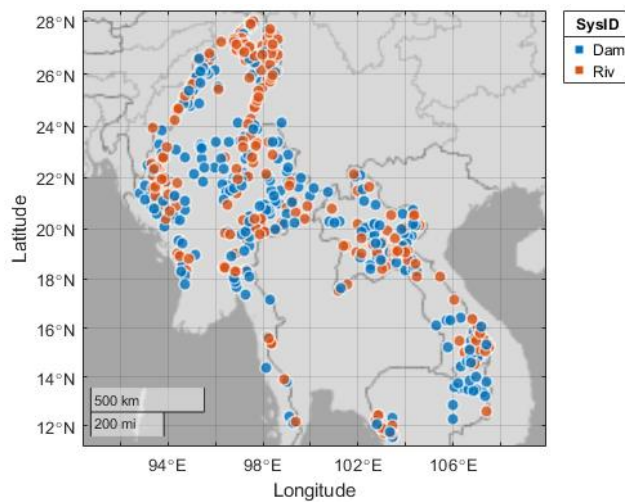 28°N
26°N
24°N
22°N
20°N
18°N
16°N
14°N
12°N
Latitude
500 km
200 mi
94°E 98°E 102°E 106°E
Longitude
SysID
Dam
Riv